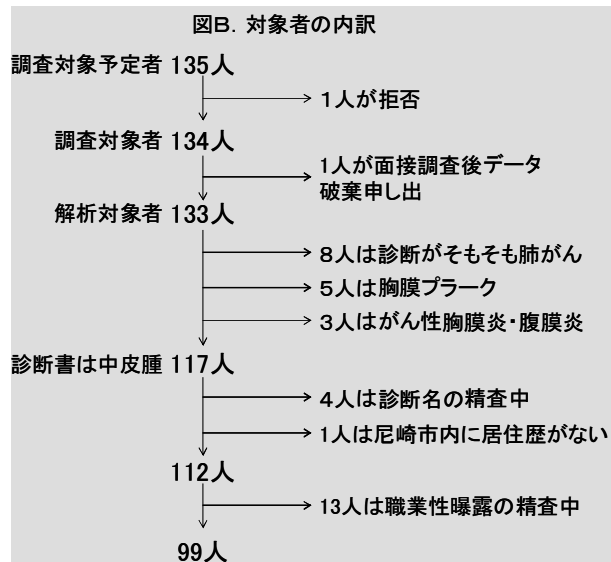 図B. 対象者の内訳
調査対象予定者 135人
1人が拒否
調査対象者 134人
1人が面接調査後データ
破棄申し出
解析対象者 133人
8人は診断がそもそも肺がん
5人は胸膜プラーク
3人はがん性胸膜炎・腹膜炎
診断書は中皮腫 117人
4人は診断名の精査中
1人は尼崎市内に居住歴がない
112人
13人は職業性曝露の精査中
99人